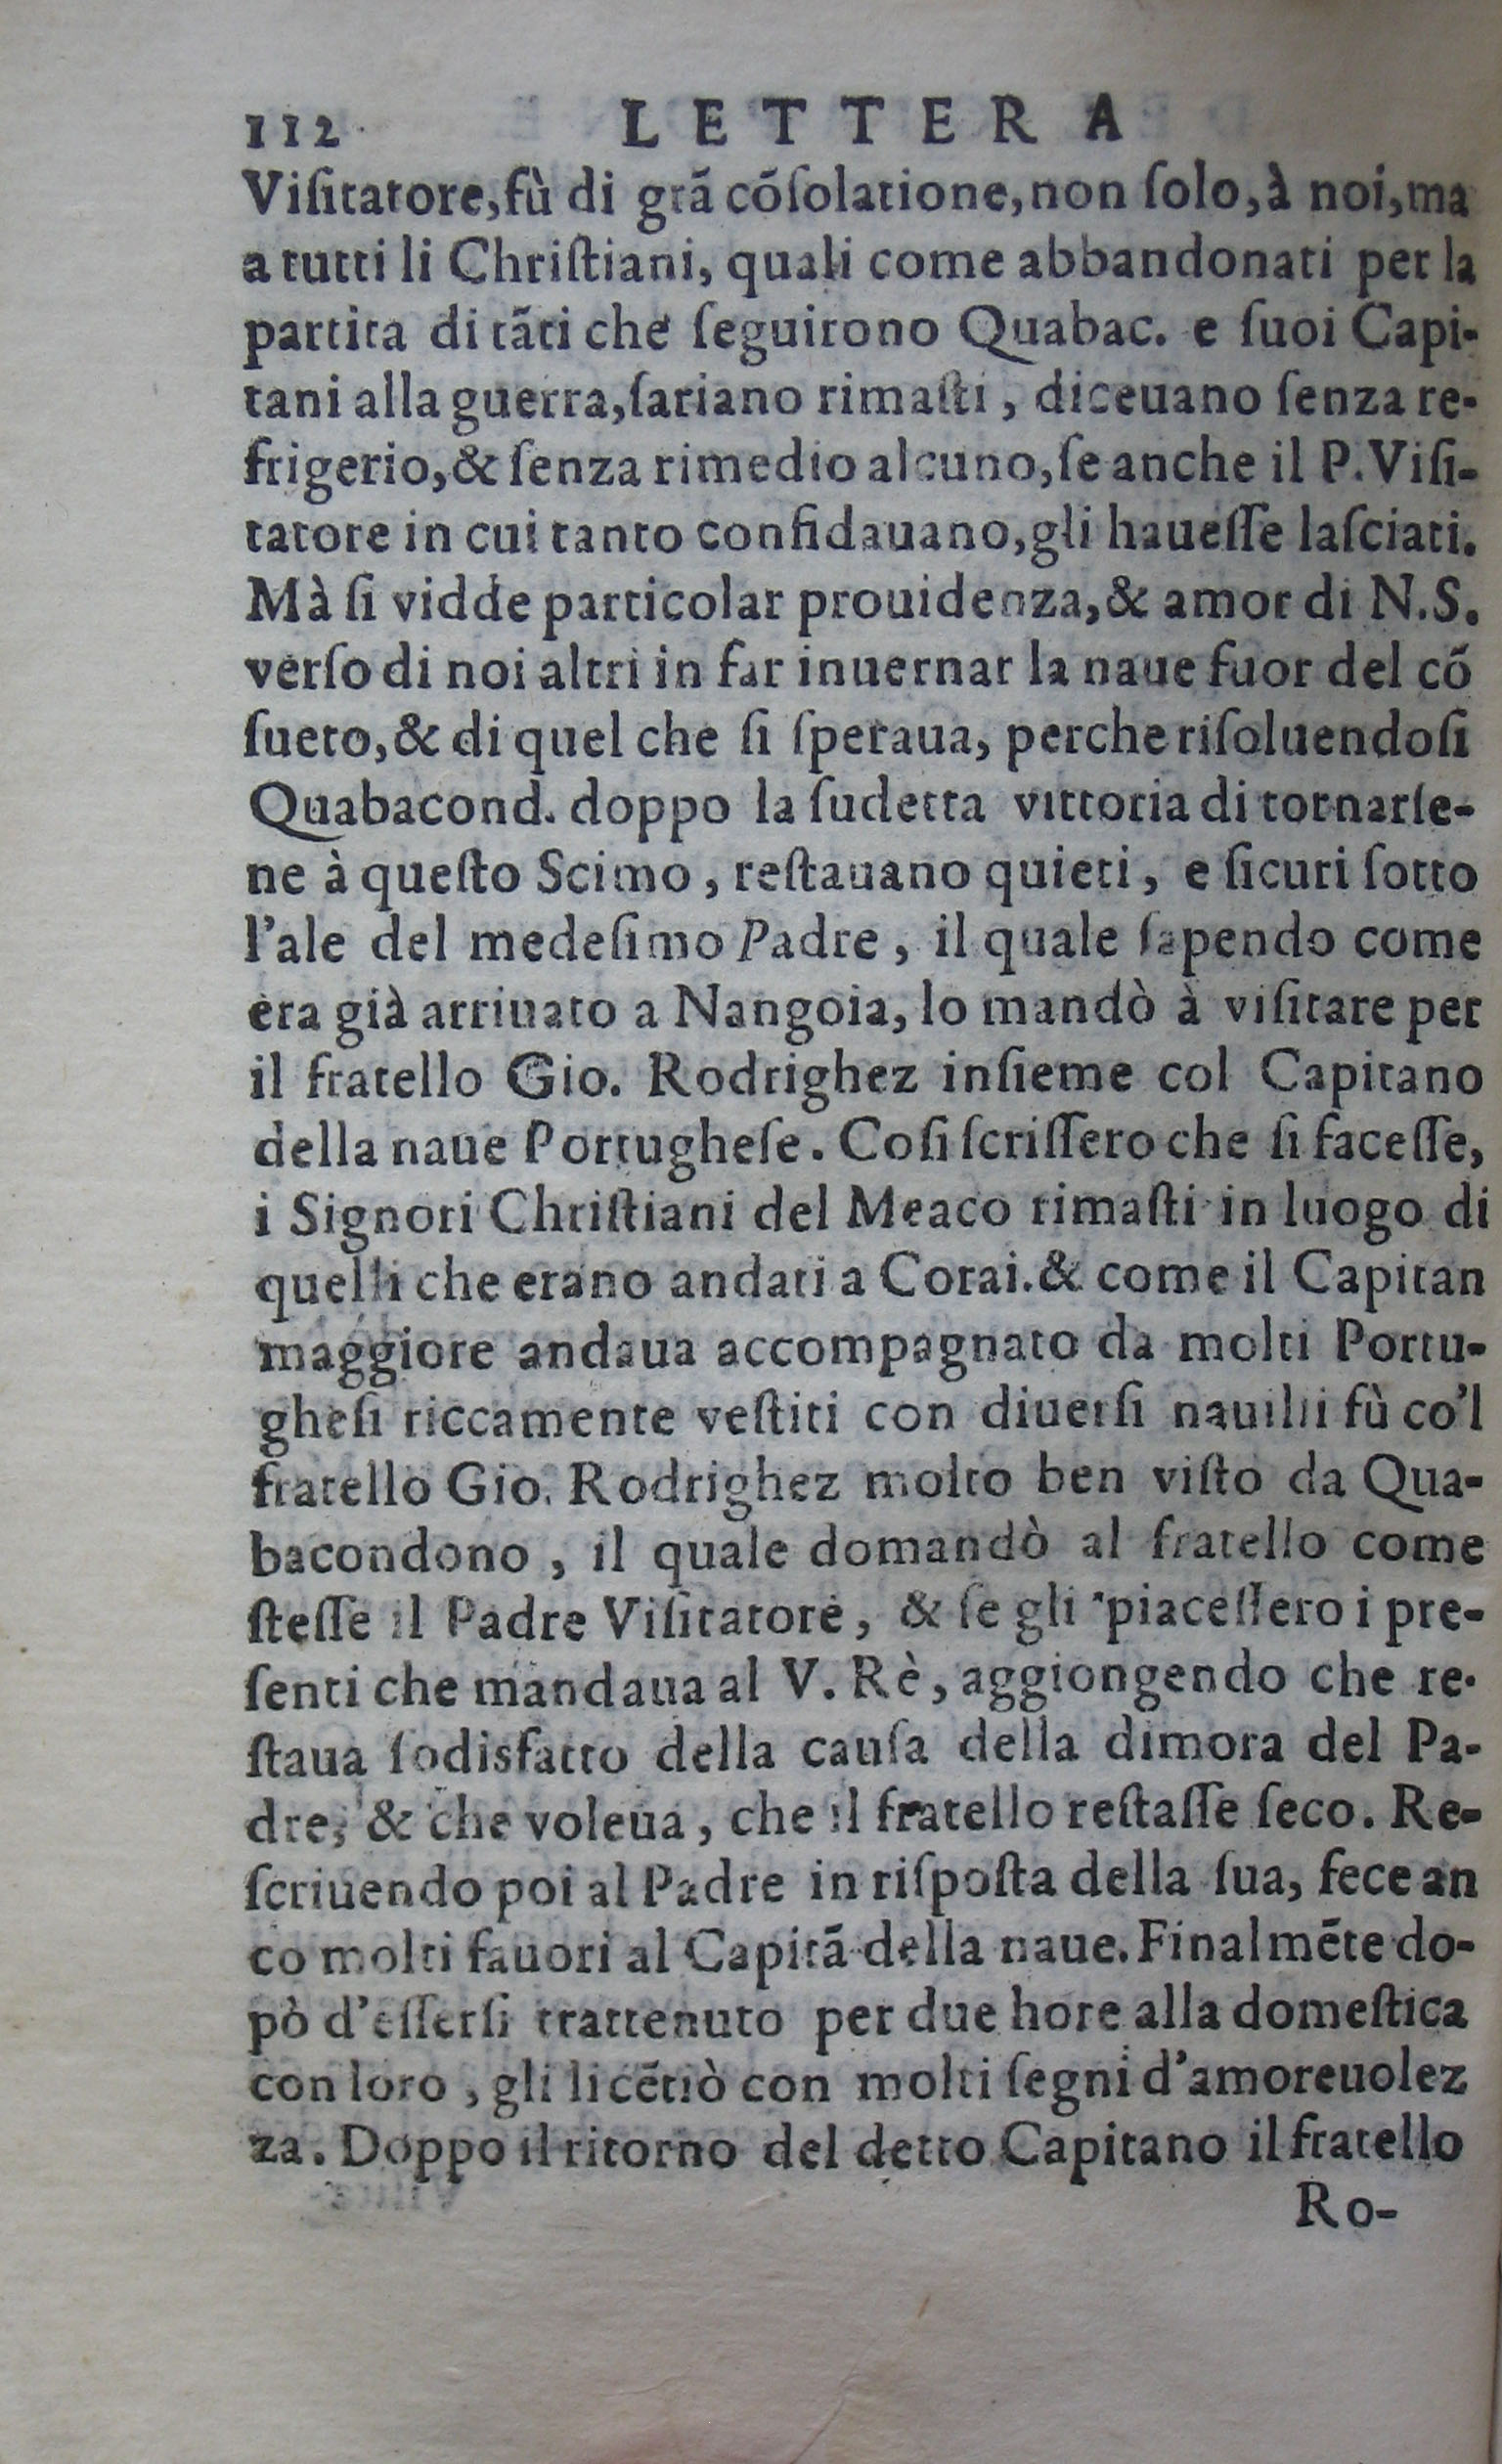 112 LETTERA
Viſitatore,fù di grā cōſolatione,non ſolo,à noi,ma
a tutti li Chriſtiani, quali come abbandonati per la
partita di tāti che ſeguirono Quabac. e ſuoi Capi-
tani alla guerra,ſariano rimaſti, diceuano ſenza re-
frigerio,& ſenza rimedio alcuno,ſe anche il P.Viſi-
tatore in cui tanto confidauano,gli haueſſe laſciati.
Mà ſi vidde particolar prouidenza,& amor di N.S.
verſo di noi altri in far inuernar la naue fuor del cō
ſueto,& di quel che ſi ſperaua, perche riſoluendoſi
Quabacond. doppo la ſudetta vittoria di tornarſe-
ne à queſto Scimo, reſtauano quieti, e ſicuri ſotto
l'ale del medeſimo Padre, il quale ſapendo come
era già arriuato a Nangoia, lo mandò à viſitare per
il fratello Gio. Rodrighez inſieme col Capitano
della naue Portugheſe. Coſi ſcriſſero che ſi faceſſe,
i Signori Chriſtiani del Meaco rimaſti in luogo di
quelli che erano andati a Corai.& come il Capitan
maggiore andaua accompagnato da molti Portu-
gheſi riccamente veſtiti con diuerſi nauilii fù co'l
fratello Gio. Rodrighez molto ben viſto da Qua-
bacondono, il quale domandò al fratello come
ſteſſe il Padre Viſitatore, & ſe gli piaceſſero i pre-
ſenti che mandaua al V. Rè, aggiongendo che re-
ſtaua ſodisfatto della cauſa della dimora del Pa-
dre, & che voleua, che il fratello reſtaſſe ſeco. Re-
ſcriuendo poi al Padre in riſpoſta della ſua, fece an
co molti fauori al Capitā della naue. Finalmēte do-
pò d'eſſerſi trattenuto per due hore alla domeſtica
con loro, gli licētiò con molti ſegni d'amoreuolez
za. Doppo il ritorno del detto Capitano il fratello
Ro-